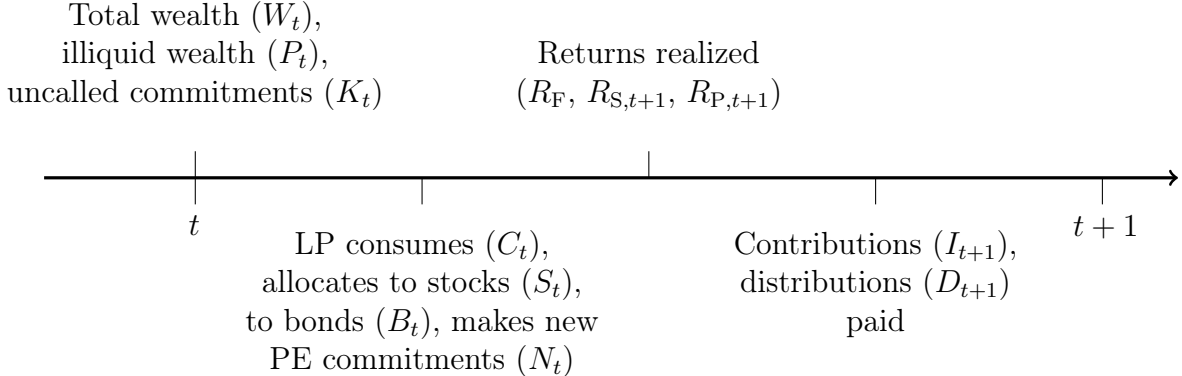 Total wealth (W_t),
illiquid wealth (P_t),
uncalled commitments (K_t)
Returns realized
(R_F, R_{S,t+1}, R_{P,t+1})
t
t + 1
LP consumes (C_t),
allocates to stocks (S_t),
to bonds (B_t), makes new
PE commitments (N_t)
Contributions (I_{t+1}),
distributions (D_{t+1})
paid